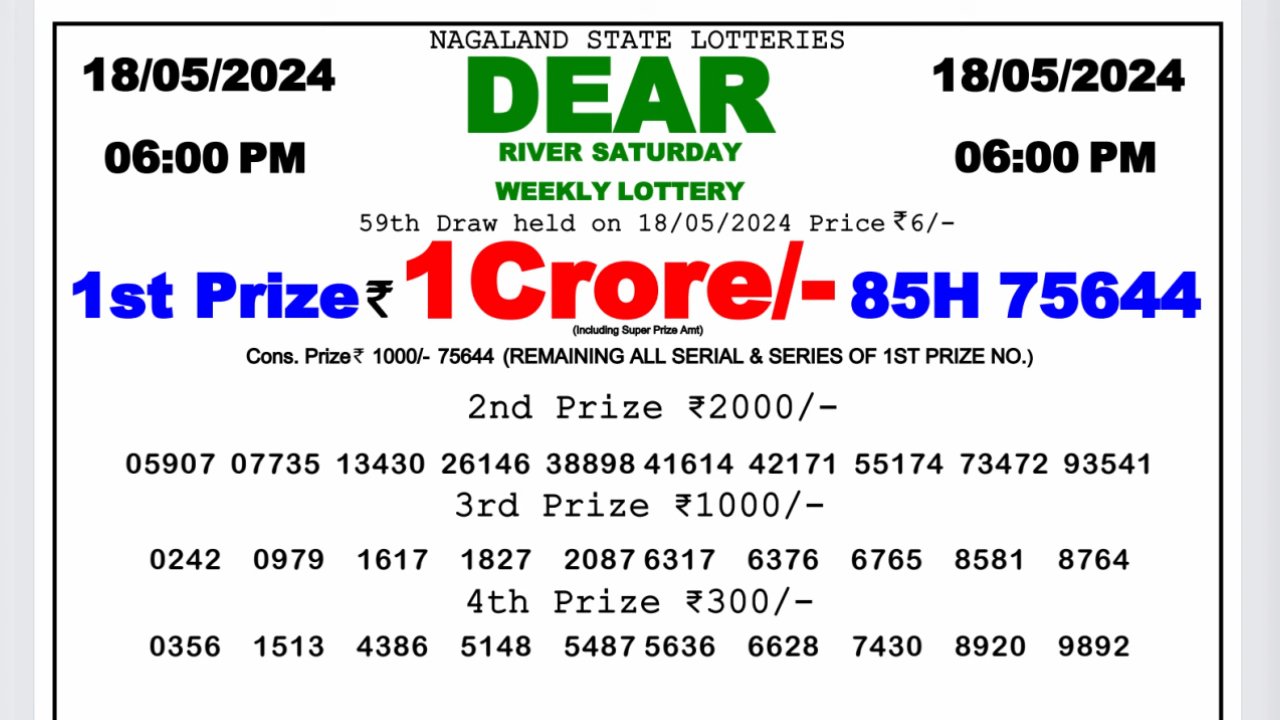 NAGALAND STATE LOTTERIES
18/05/2024 DEAR 18/05/2024
06:00 PM RIVER SATURDAY 06:00 PM
WEEKLY LOTTERY
59th Draw held on 18/05/2024 Price ₹6/-
1st Prize ₹ 1Crore/- 85H 75644
(Including Super Prize Amt)
Cons. Prize ₹ 1000/- 75644 (REMAINING ALL SERIAL & SERIES OF 1ST PRIZE NO.)
2nd Prize ₹2000/-
05907 07735 13430 26146 38898 41614 42171 55174 73472 93541
3rd Prize ₹1000/-
0242 0979 1617 1827 2087 6317 6376 6765 8581 8764
4th Prize ₹300/-
0356 1513 4386 5148 5487 5636 6628 7430 8920 9892